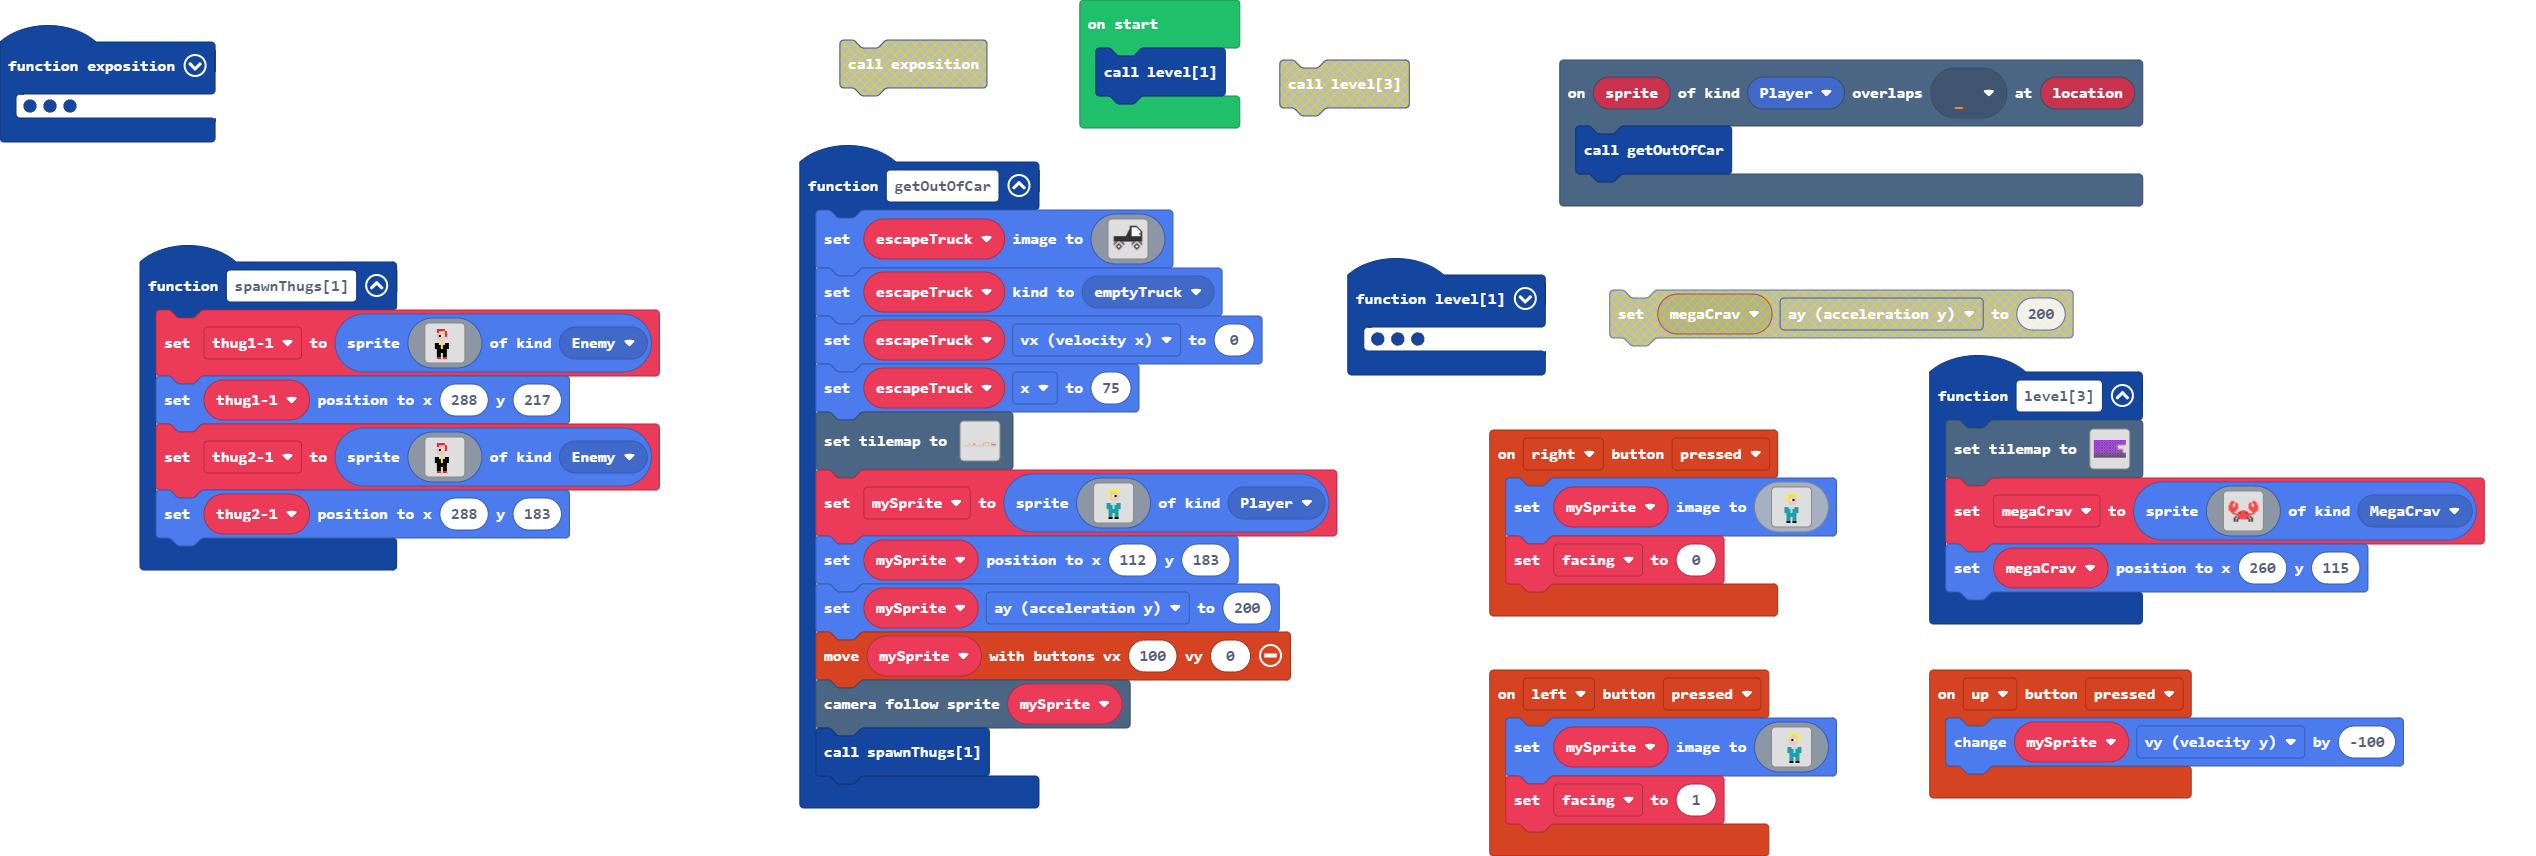 function exposition
call exposition
on start
call level[1]
call level[3]
on sprite of kind Player overlaps at location
call getOutOfCar
function getOutOfCar
set escapeTruck image to
set escapeTruck kind to emptyTruck
set escapeTruck vx (velocity x) to 0
set escapeTruck x to 75
set tilemap to
set mySprite to sprite of kind Player
set mySprite position to x 112 y 183
set mySprite ay (acceleration y) to 200
move mySprite with buttons vx 100 vy 0
camera follow sprite mySprite
call spawnThugs[1]
function spawnThugs[1]
set thug1-1 to sprite of kind Enemy
set thug1-1 position to x 288 y 217
set thug2-1 to sprite of kind Enemy
set thug2-1 position to x 288 y 183
function level[1]
set megaCrav ay (acceleration y) to 200
function level[3]
set tilemap to
set megaCrav to sprite of kind MegaCrav
set megaCrav position to x 260 y 115
on right button pressed
set mySprite image to
set facing to 0
on left button pressed
set mySprite image to
set facing to 1
on up button pressed
change mySprite vy (velocity y) by -100